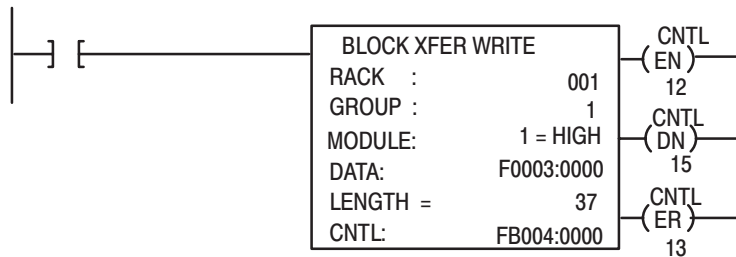 BLOCK XFER WRITE
RACK : 001
GROUP : 1
MODULE: 1 = HIGH
DATA: F0003:0000
LENGTH = 37
CNTL: FB004:0000
CNTL
EN
12
CNTL
DN
15
CNTL
ER
13